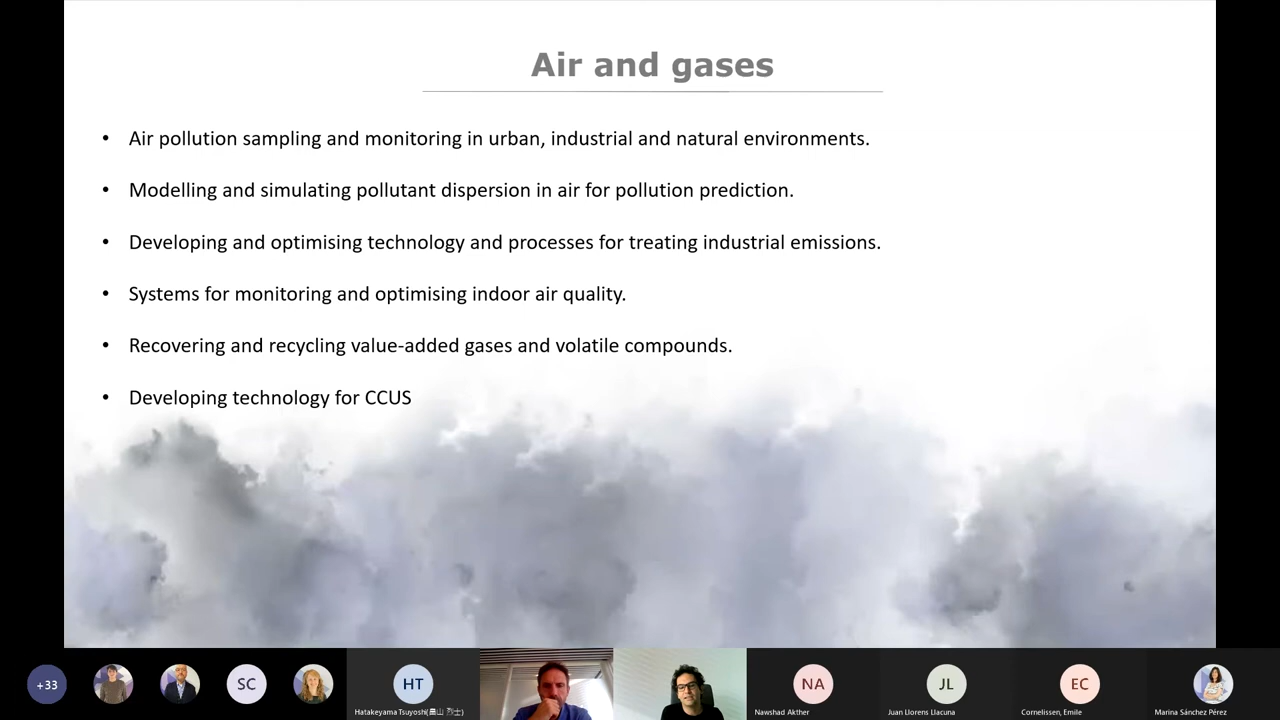 Air and gases
• Air pollution sampling and monitoring in urban, industrial and natural environments.
• Modelling and simulating pollutant dispersion in air for pollution prediction.
• Developing and optimising technology and processes for treating industrial emissions.
• Systems for monitoring and optimising indoor air quality.
• Recovering and recycling value-added gases and volatile compounds.
• Developing technology for CCUS
+33
SC
HT
NA
JL
EC
Hatakeyama Tsuyoshi(畠山 烈士)
Nawshad Akther
Juan Llorens Llacuna
Cornelissen, Emile
Marina Sánchez Pérez